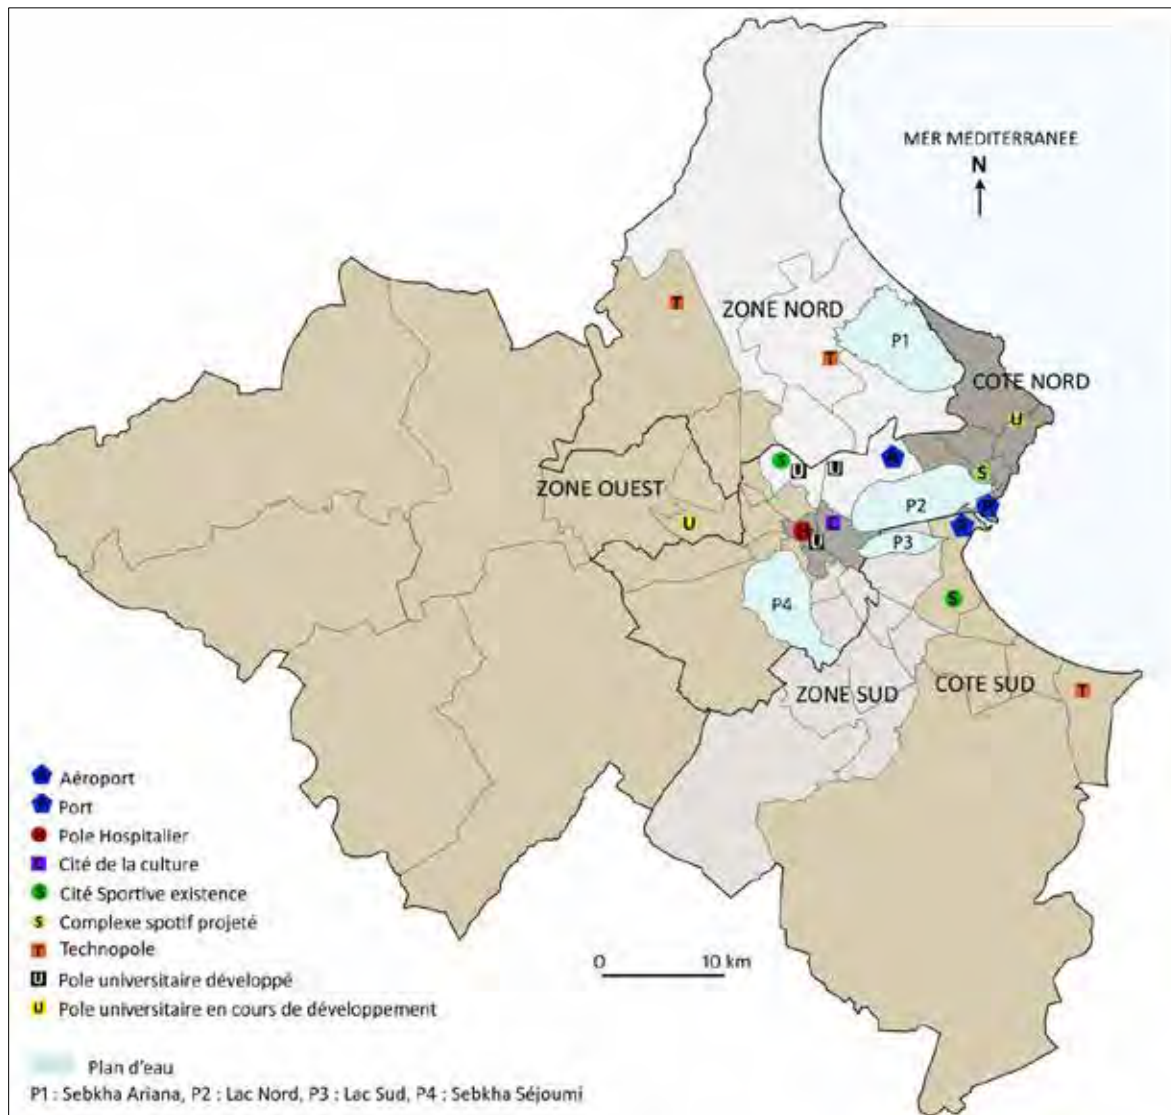 MER MEDITERRANEE
N
T
ZONE NORD
P1
T
COTE NORD
U
S
U
U
A
S
ZONE OUEST
P2
U
H
C
U
P3
P4
S
ZONE SUD
COTE SUD
T
Aéroport
Port
H Pole Hospitalier
C Cité de la culture
S Cité Sportive existence
S Complexe spotif projeté
T Technopole
U Pole universitaire développé
U Pole universitaire en cours de développement
0 10 km
Plan d'eau
P1 : Sebkha Ariana, P2 : Lac Nord, P3 : Lac Sud, P4 : Sebkha Séjoumi